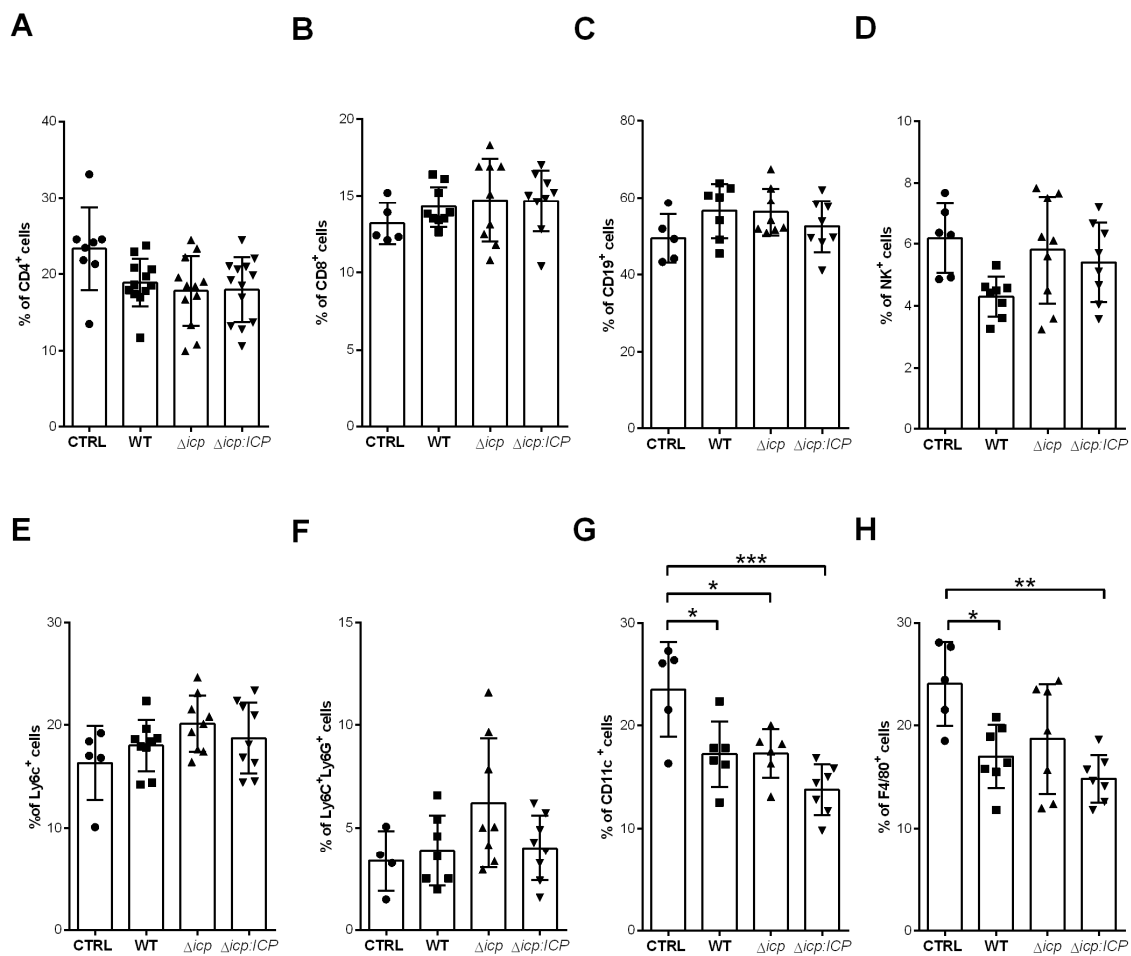 A
B
C
D
% of CD4+ cells
40
30
20
10
0
CTRL WT Δicp Δicp:ICP
% of CD8+ cells
20
15
10
5
0
CTRL WT Δicp Δicp:ICP
% of CD19+ cells
80
60
40
20
0
CTRL WT Δicp Δicp:ICP
% of NK+ cells
10
8
6
4
2
0
CTRL WT Δicp Δicp:ICP
E
F
G
H
%of Ly6c+ cells
30
20
10
0
CTRL WT Δicp Δicp:ICP
% of Ly6C+Ly6G+ cells
15
10
5
0
CTRL WT Δicp Δicp:ICP
***
*
*
% of CD11c + cells
30
20
10
0
CTRL WT Δicp Δicp:ICP
**
*
% of F4/80+ cells
30
20
10
0
CTRL WT Δicp Δicp:ICP